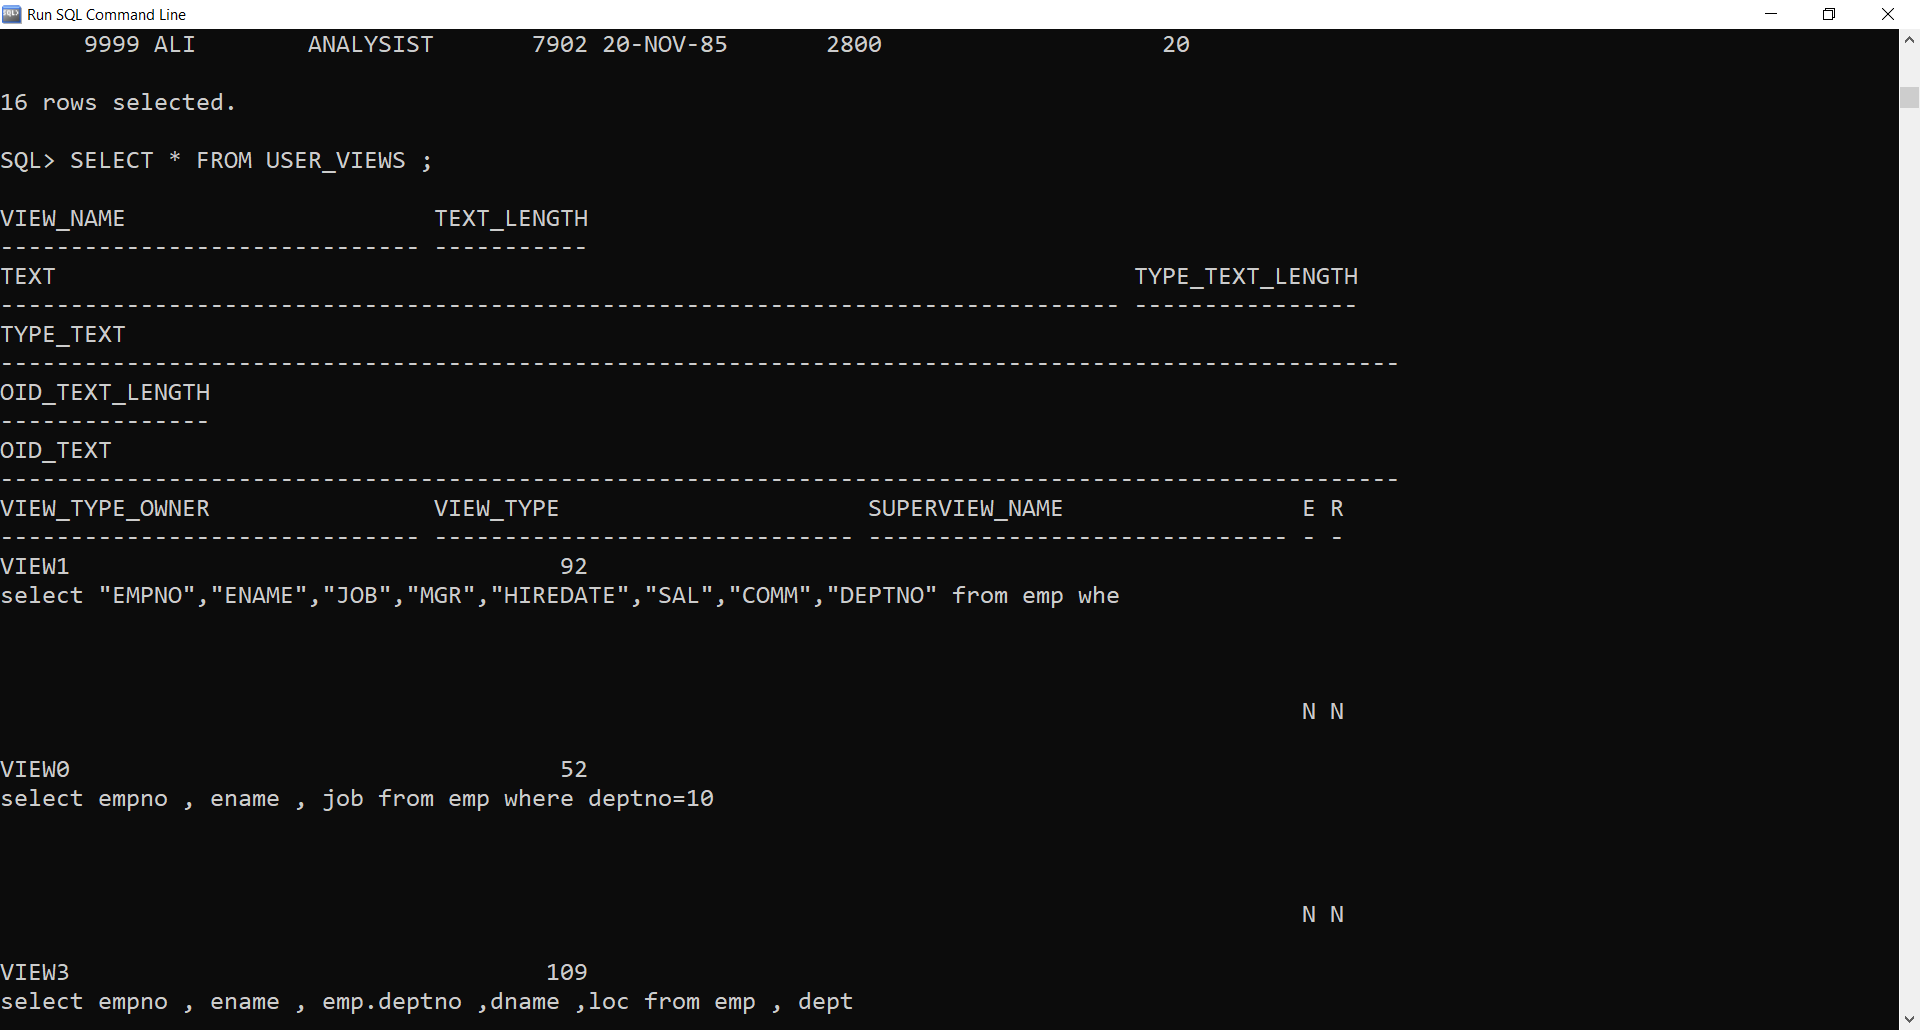 Run SQL Command Line
9999 ALI ANALYSIST 7902 20-NOV-85 2800 20
16 rows selected.
SQL> SELECT * FROM USER_VIEWS ;
VIEW_NAME TEXT_LENGTH
------------------------------ -----------
TEXT TYPE_TEXT_LENGTH
-------------------------------------------------------------------------------- ----------------
TYPE_TEXT
----------------------------------------------------------------------------------------------------
OID_TEXT_LENGTH
---------------
OID_TEXT
----------------------------------------------------------------------------------------------------
VIEW_TYPE_OWNER VIEW_TYPE SUPERVIEW_NAME E R
------------------------------ ------------------------------ ------------------------------ - -
VIEW1 92
select "EMPNO","ENAME","JOB","MGR","HIREDATE","SAL","COMM","DEPTNO" from emp whe
N N
VIEW0 52
select empno , ename , job from emp where deptno=10
N N
VIEW3 109
select empno , ename , emp.deptno ,dname ,loc from emp , dept